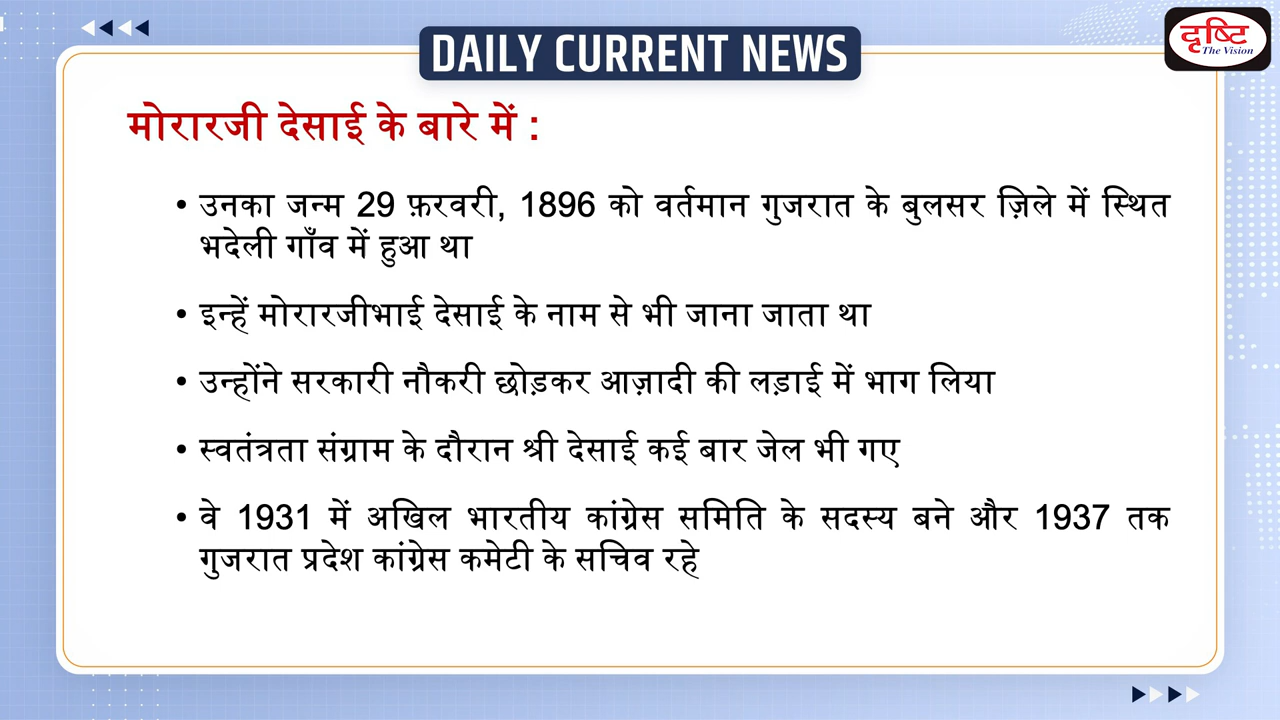 DAILY CURRENT NEWS
दृष्टि
The Vision
मोरारजी देसाई के बारे में :
• उनका जन्म 29 फ़रवरी, 1896 को वर्तमान गुजरात के बुलसर ज़िले में स्थित
भदेली गाँव में हुआ था
• इन्हें मोरारजीभाई देसाई के नाम से भी जाना जाता था
• उन्होंने सरकारी नौकरी छोड़कर आज़ादी की लड़ाई में भाग लिया
• स्वतंत्रता संग्राम के दौरान श्री देसाई कई बार जेल भी गए
• वे 1931 में अखिल भारतीय कांग्रेस समिति के सदस्य बने और 1937 तक
गुजरात प्रदेश कांग्रेस कमेटी के सचिव रहे